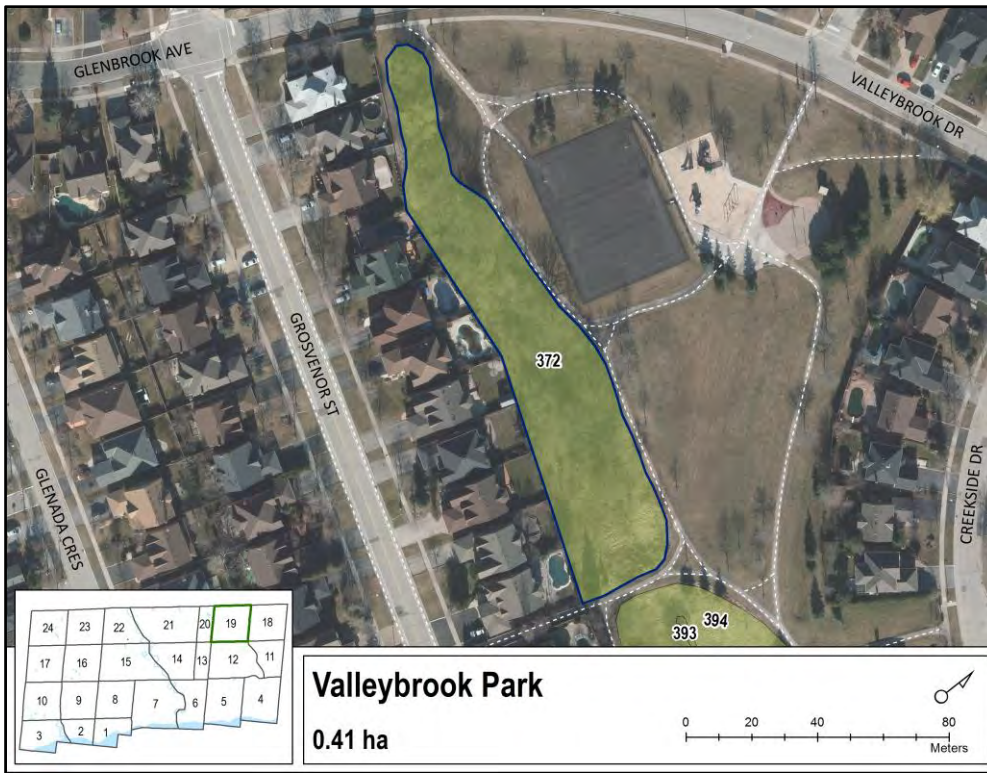 GLENBROOK AVE
VALLEYBROOK DR
GROSVENOR ST
372
GLENADA CRES
CREEKSIDE DR
393
394
24 23 22 21 20 19 18
17 16 15 14 13 12 11
10 9 8 7 6 5 4
3 2 1
Valleybrook Park
0.41 ha
0 20 40 80
Meters